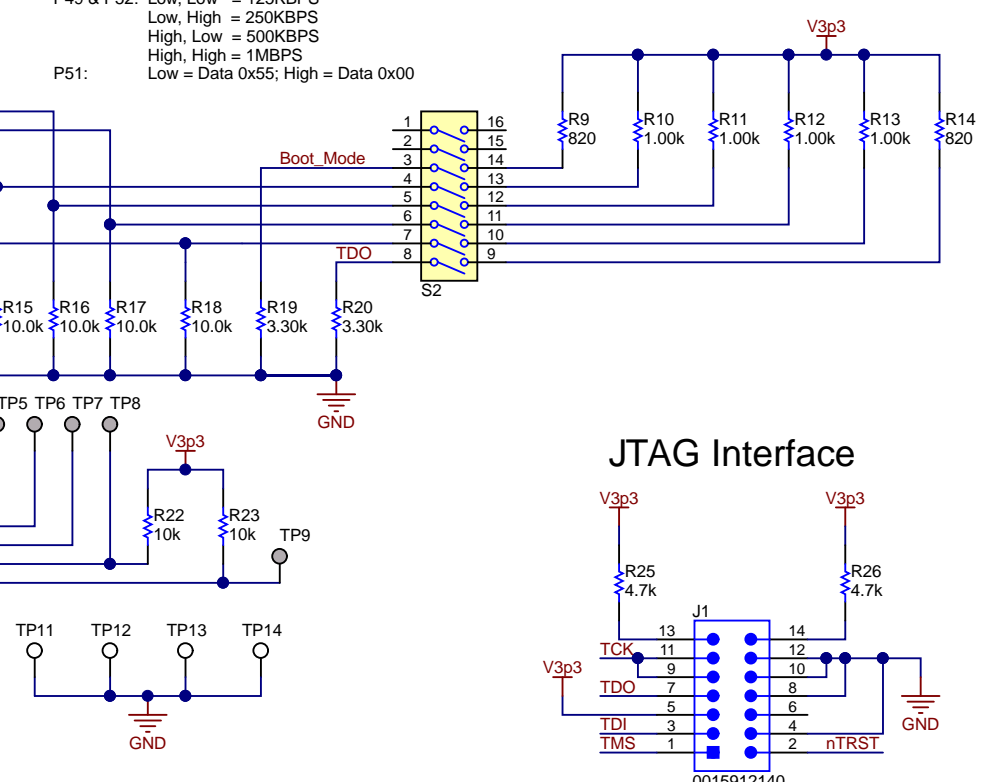 Low, High = 250KBPS
High, Low = 500KBPS
High, High = 1MBPS
P51: Low = Data 0x55; High = Data 0x00
V3p3
R9
820
R10
1.00k
R11
1.00k
R12
1.00k
R13
1.00k
R14
820
1 16
2 15
Boot_Mode 3 14
4 13
5 12
6 11
7 10
TDO 8 9
S2
R15
10.0k
R16
10.0k
R17
10.0k
R18
10.0k
R19
3.30k
R20
3.30k
GND
TP5 TP6 TP7 TP8
V3p3
R22
10k
R23
10k
TP9
TP11 TP12 TP13 TP14
GND
JTAG Interface
V3p3 V3p3
R25
4.7k
R26
4.7k
J1
13 14
TCK 11 12
V3p3 9 10
TDO 7 8
5 6
TDI 3 4
TMS 1 2 nTRST
GND
0015912140